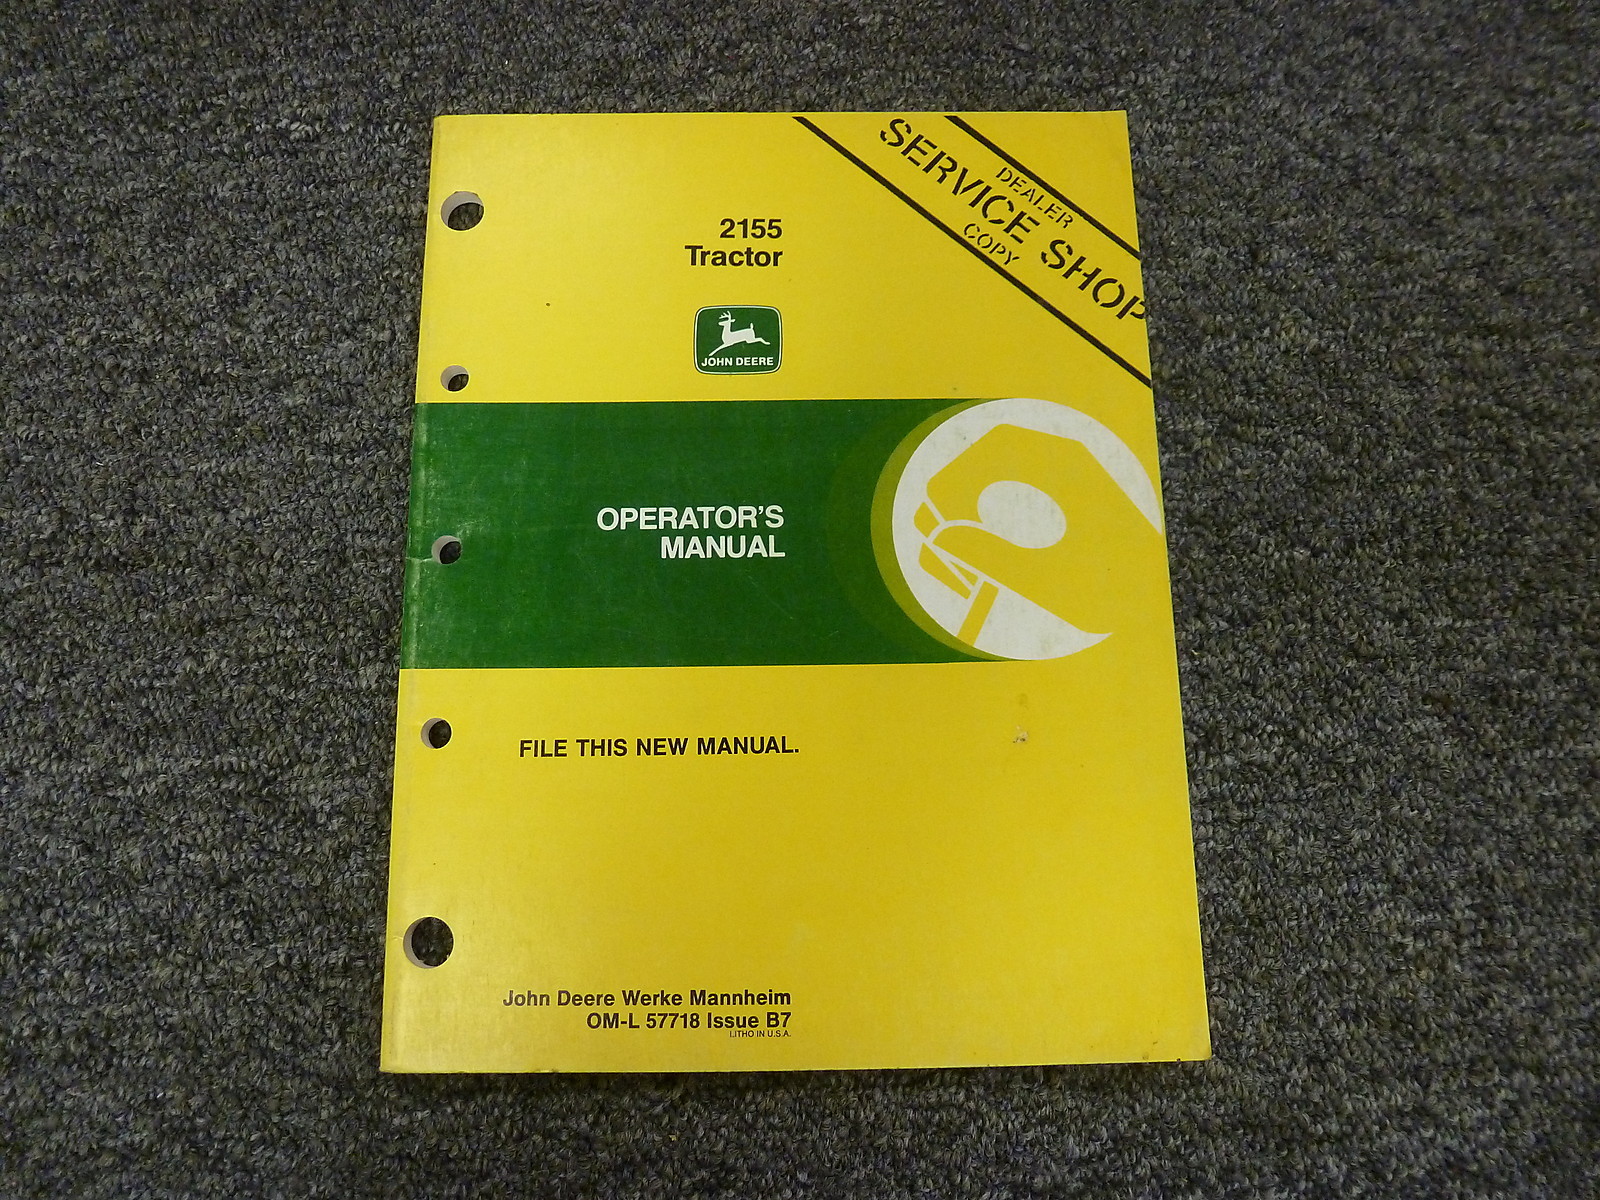 DEALER
SERVICE SHOP
COPY
2155
Tractor
JOHN DEERE
OPERATOR'S
MANUAL
FILE THIS NEW MANUAL.
John Deere Werke Mannheim
OM-L 57718 Issue B7
LITHO IN U.S.A.